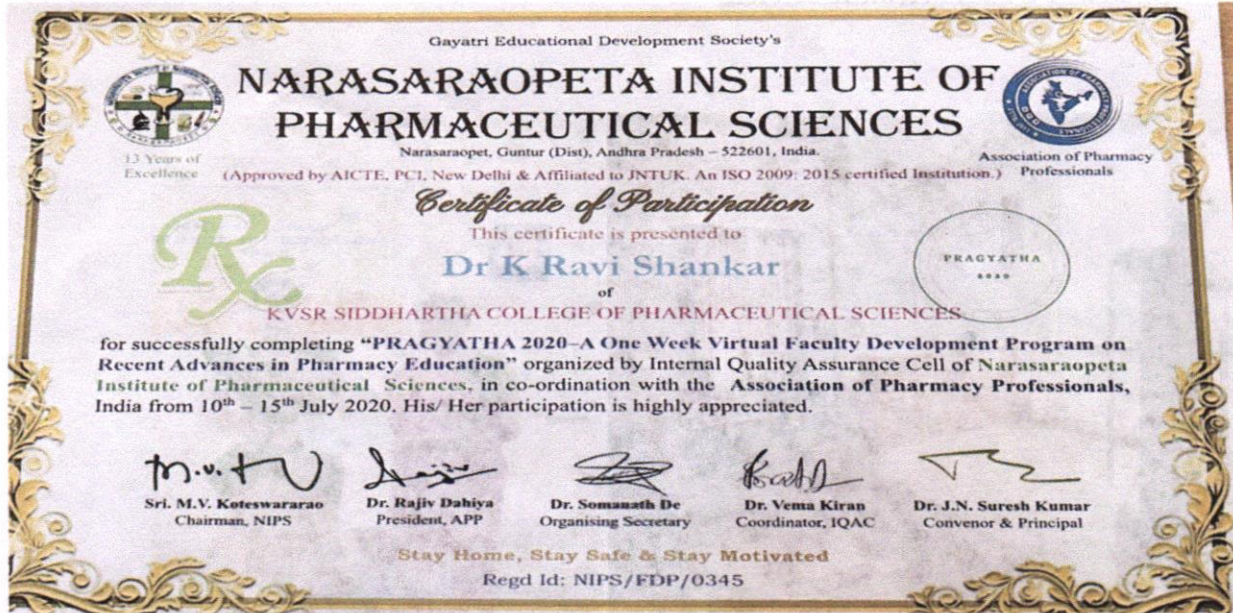 Gayatri Educational Development Society's
NARASARAOPETA INSTITUTE OF
PHARMACEUTICAL SCIENCES
Narasaraopet, Guntur (Dist), Andhra Pradesh – 522601, India.
13 Years of
Excellence
ASSOCIATION OF PHARMACY PROFESSIONALS
Association of Pharmacy
Professionals
(Approved by AICTE, PCI, New Delhi & Affiliated to JNTUK. An ISO 2009: 2015 certified Institution.)
Certificate of Participation
This certificate is presented to
Rx
Dr K Ravi Shankar
PRAGYATHA
2020
of
KVSR SIDDHARTHA COLLEGE OF PHARMACEUTICAL SCIENCES
for successfully completing “PRAGYATHA 2020–A One Week Virtual Faculty Development Program on
Recent Advances in Pharmacy Education” organized by Internal Quality Assurance Cell of Narasaraopeta
Institute of Pharmaceutical Sciences, in co-ordination with the Association of Pharmacy Professionals,
India from 10th – 15th July 2020. His/ Her participation is highly appreciated.
Sri. M.V. Koteswararao
Chairman, NIPS
Dr. Rajiv Dahiya
President, APP
Dr. Somanath De
Organising Secretary
Dr. Vema Kiran
Coordinator, IQAC
Dr. J.N. Suresh Kumar
Convenor & Principal
Stay Home, Stay Safe & Stay Motivated
Regd Id: NIPS/FDP/0345